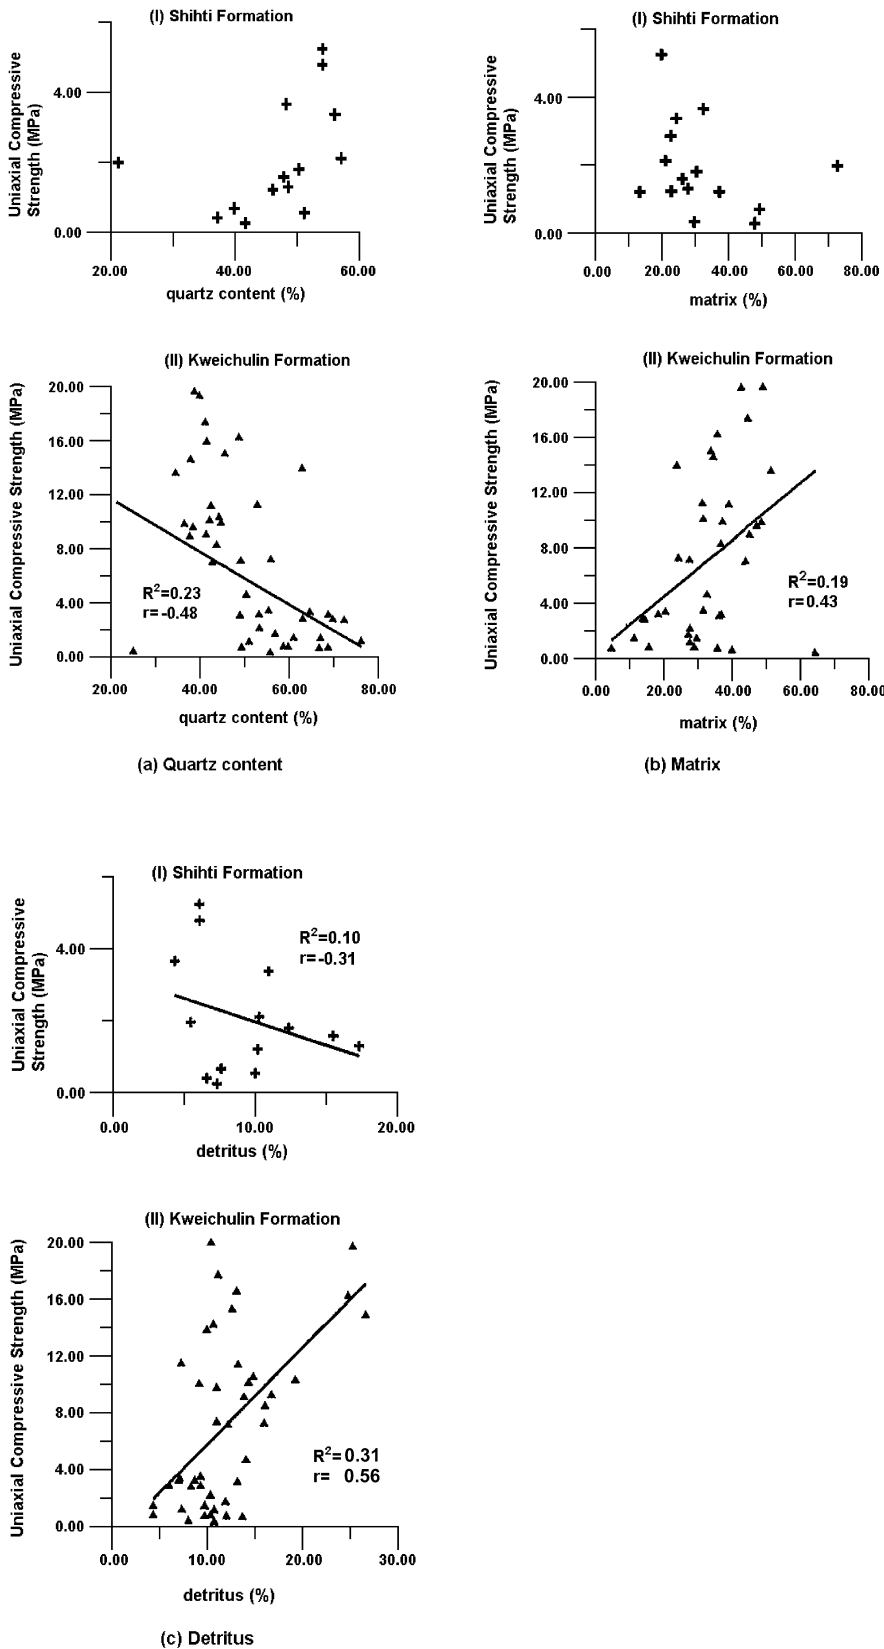 (I) Shihti Formation
Uniaxial Compressive
Strength (MPa)
4.00
0.00
20.00 40.00 60.00
quartz content (%)
(I) Shihti Formation
Uniaxial Compressive
Strength (MPa)
4.00
0.00
0.00 20.00 40.00 60.00 80.00
matrix (%)
(II) Kweichulin Formation
Uniaxial Compressive Strength (MPa)
20.00
16.00
12.00
8.00
4.00
0.00
R2=0.23
r=-0.48
20.00 40.00 60.00 80.00
quartz content (%)
(a) Quartz content
(II) Kweichulin Formation
Uniaxial Compressive Strength (MPa)
20.00
16.00
12.00
8.00
4.00
0.00
R2=0.19
r=0.43
0.00 20.00 40.00 60.00 80.00
matrix (%)
(b) Matrix
(I) Shihti Formation
Uniaxial Compressive
Strength (MPa)
4.00
0.00
R2=0.10
r=-0.31
0.00 10.00 20.00
detritus (%)
(II) Kweichulin Formation
Uniaxial Compressive Strength (MPa)
20.00
16.00
12.00
8.00
4.00
0.00
R2=0.31
r= 0.56
0.00 10.00 20.00 30.00
detritus (%)
(c) Detritus